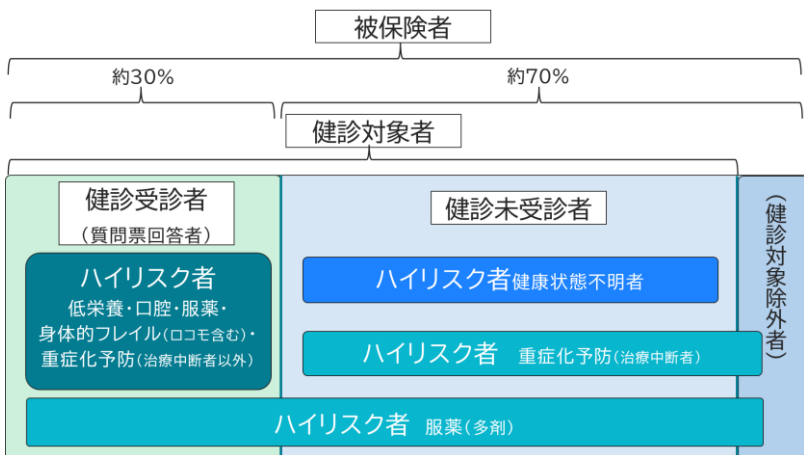 被保険者
約30%
約70%
健診対象者
健診受診者
（質問票回答者）
ハイリスク者
低栄養・口腔・服薬・
身体的フレイル（ロコモ含む）・
重症化予防（治療中断者以外）
健診未受診者
ハイリスク者健康状態不明者
ハイリスク者 重症化予防（治療中断者）
ハイリスク者 服薬（多剤）
（健診対象除外者）